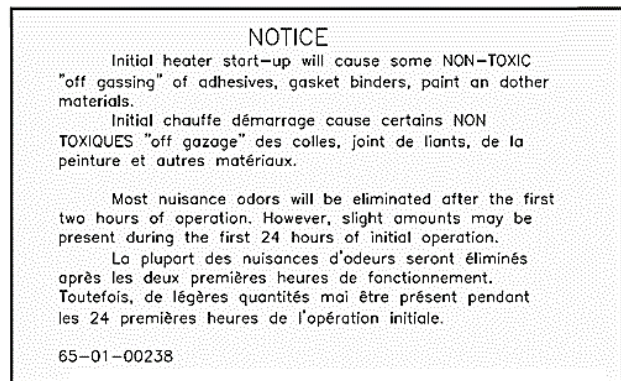 NOTICE
Initial heater start-up will cause some NON-TOXIC
"off gassing" of adhesives, gasket binders, paint an dother
materials.
Initial chauffe démarrage cause certains NON
TOXIQUES "off gazage" des colles, joint de liants, de la
peinture et autres matériaux.
Most nuisance odors will be eliminated after the first
two hours of operation. However, slight amounts may be
present during the first 24 hours of initial operation.
La plupart des nuisances d'odeurs seront éliminés
après les deux premières heures de fonctionnement.
Toutefois, de légères quantités mai être présent pendant
les 24 premières heures de l'opération initiale.
65-01-00238